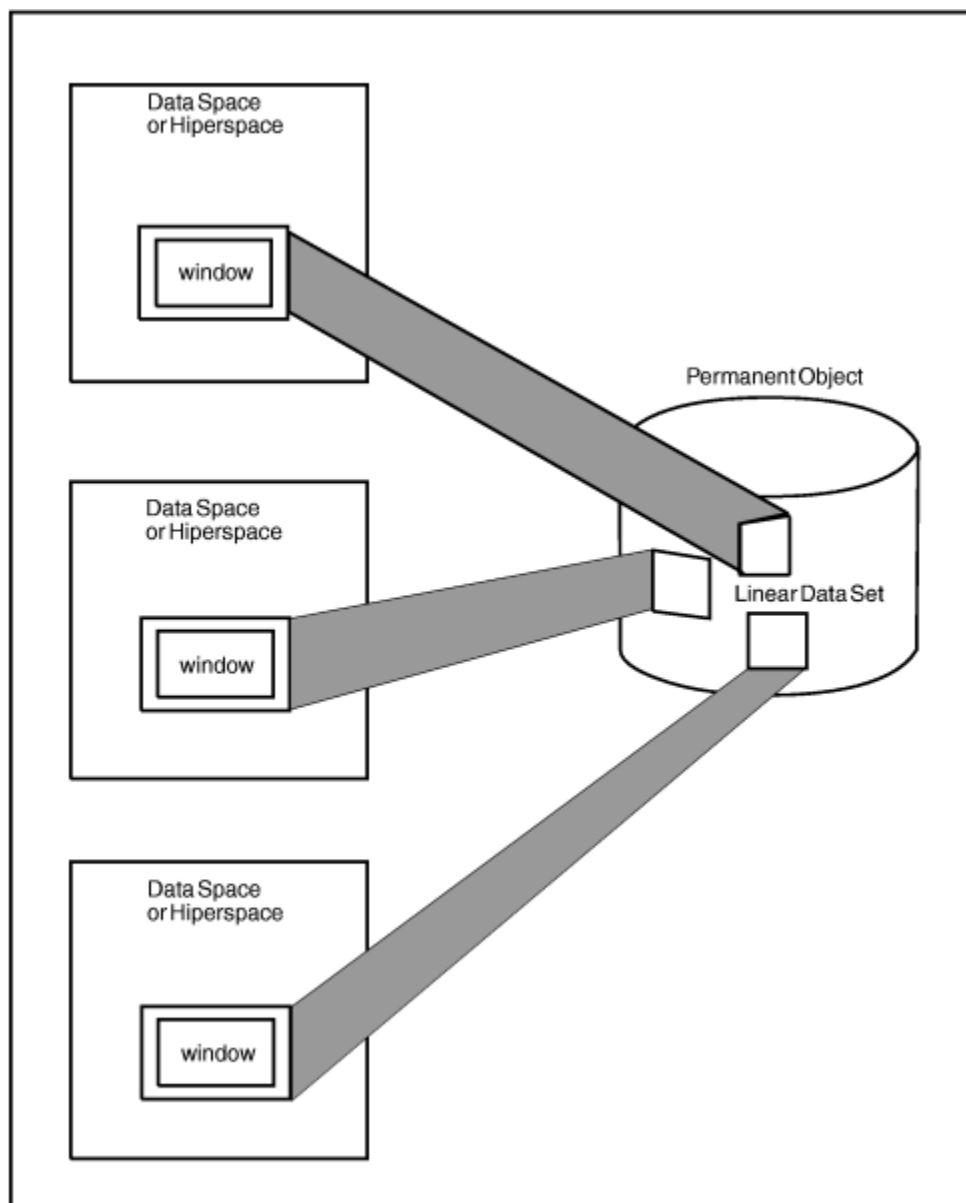 Data Space
or Hiperspace
window
Permanent Object
Data Space
or Hiperspace
Linear Data Set
window
Data Space
or Hiperspace
window